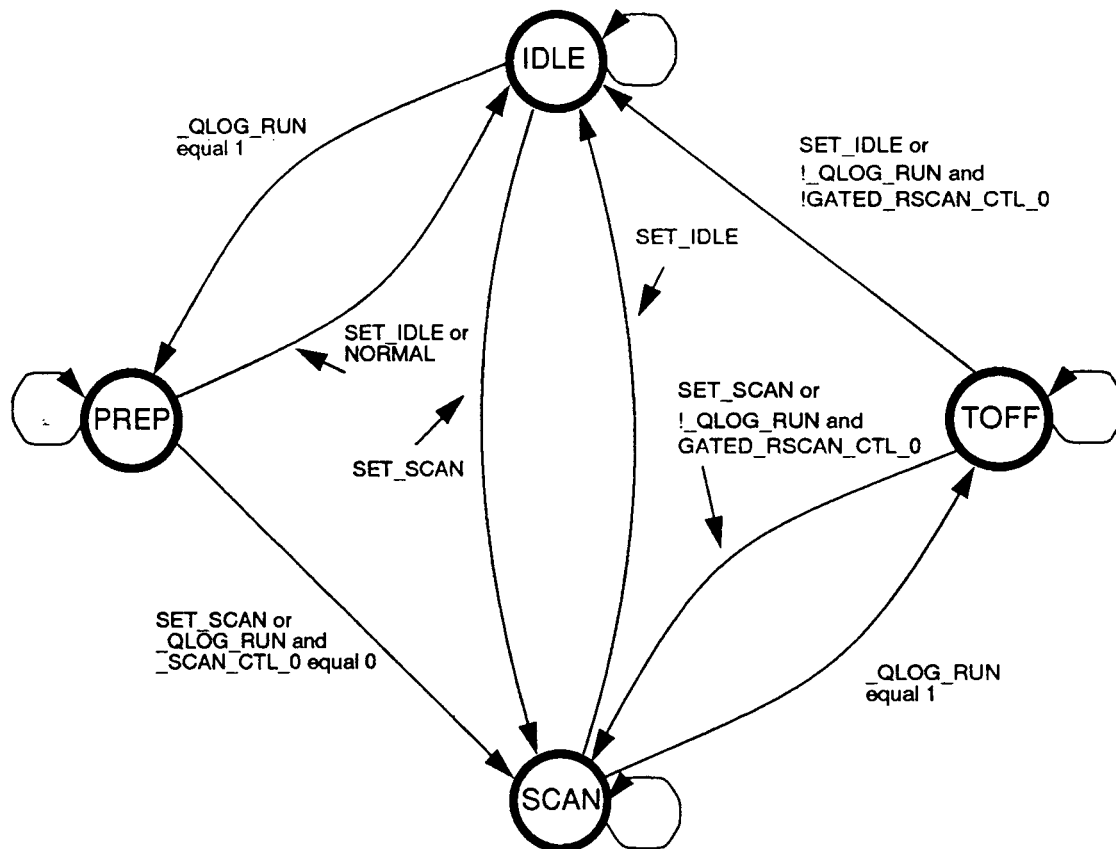 IDLE
_QLOG_RUN
equal 1
SET_IDLE or
!_QLOG_RUN and
!GATED_RSCAN_CTL_0
SET_IDLE
SET_IDLE or
NORMAL
PREP
SET_SCAN
SET_SCAN or
!_QLOG_RUN and
GATED_RSCAN_CTL_0
TOFF
SET_SCAN or
_QLOG_RUN and
_SCAN_CTL_0 equal 0
_QLOG_RUN
equal 1
SCAN